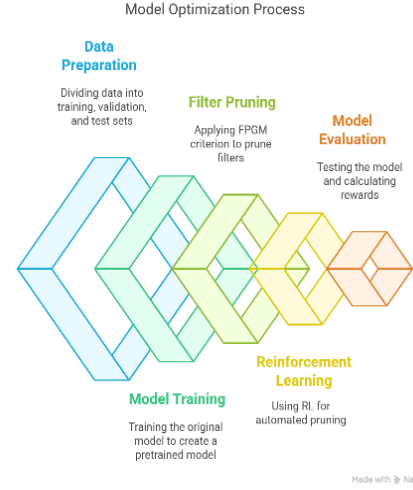 Model Optimization Process
Data
Preparation
Dividing data into
training, validation,
and test sets
Filter Pruning
Applying FPGM
criterion to prune
filters
Model
Evaluation
Testing the model
and calculating
rewards
Model Training
Training the original
model to create a
pretrained model
Reinforcement
Learning
Using RL for
automated pruning
Made with Na